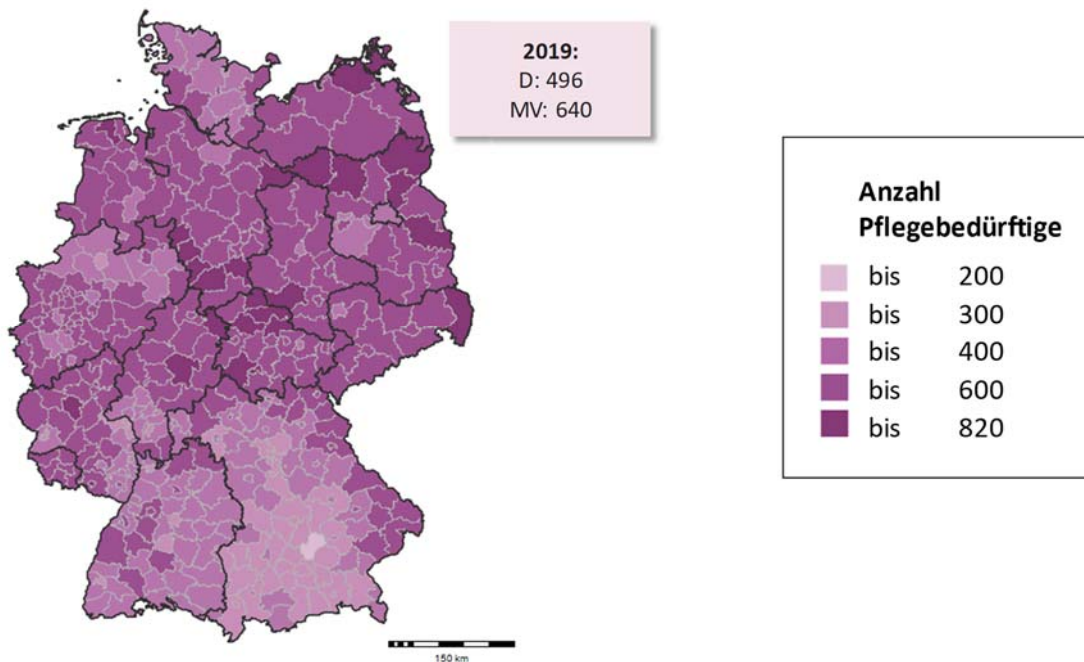 2019:
D: 496
MV: 640
Anzahl
Pflegebedürftige
bis 200
bis 300
bis 400
bis 600
bis 820
150 km